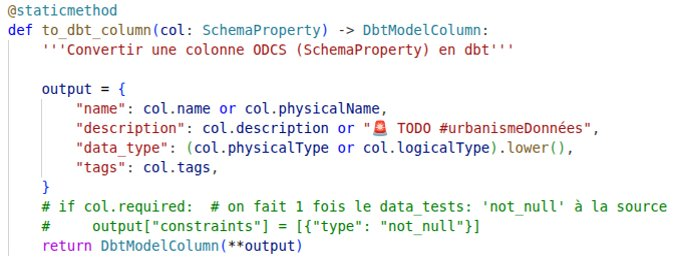 @staticmethod
def to_dbt_column(col: SchemaProperty) -> DbtModelColumn:
    '''Convertir une colonne ODCS (SchemaProperty) en dbt'''

    output = {
        "name": col.name or col.physicalName,
        "description": col.description or "🚨 TODO #urbanismeDonnées",
        "data_type": (col.physicalType or col.logicalType).lower(),
        "tags": col.tags,
    }
    # if col.required:  # on fait 1 fois le data_tests: 'not_null' à la source
    #     output["constraints"] = [{"type": "not_null"}]
    return DbtModelColumn(**output)